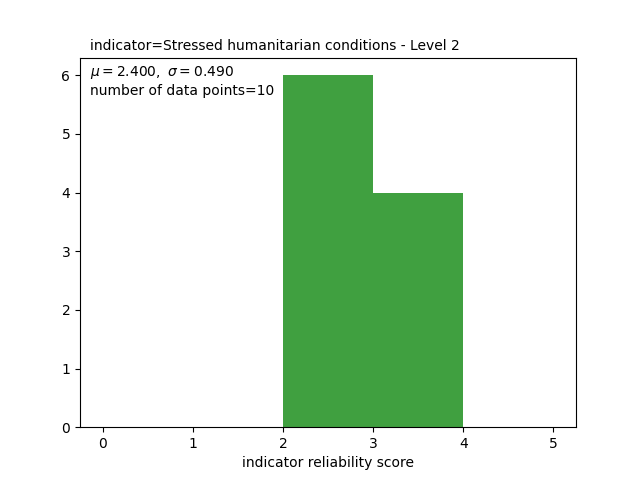 indicator=Stressed humanitarian conditions - Level 2
μ = 2.400, σ = 0.490
number of data points=10
6
5
4
3
2
1
0
0 1 2 3 4 5
indicator reliability score